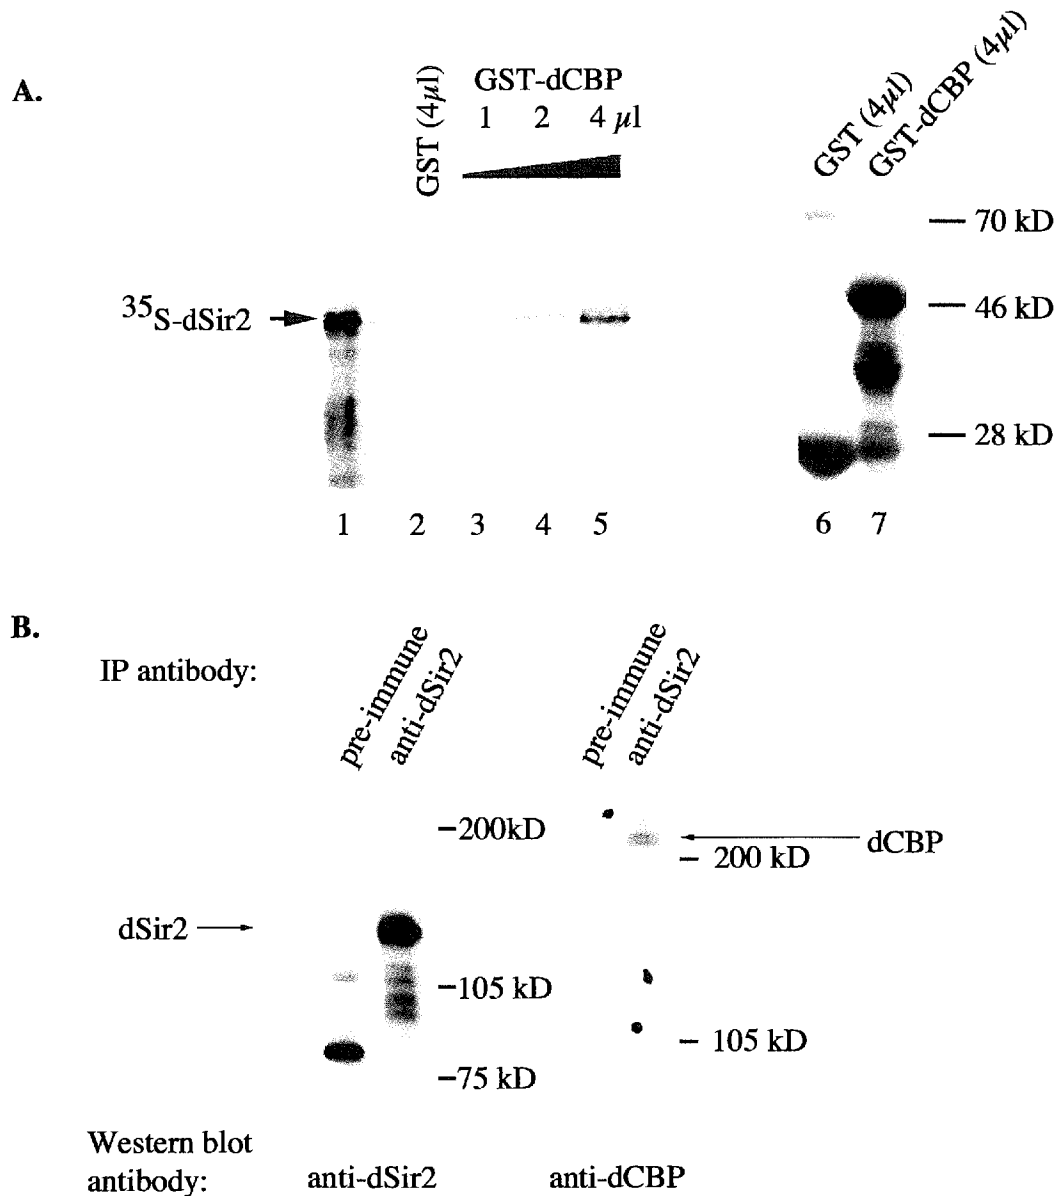 A.
GST (4µl)
GST-dCBP
1 2 4 µl
GST (4µl)
GST-dCBP (4µl)
70 kD
35S-dSir2
46 kD
28 kD
1 2 3 4 5 6 7
B.
IP antibody:
pre-immune
anti-dSir2
pre-immune
anti-dSir2
200kD
dCBP
200 kD
dSir2
105 kD
105 kD
75 kD
Western blot
antibody: anti-dSir2 anti-dCBP